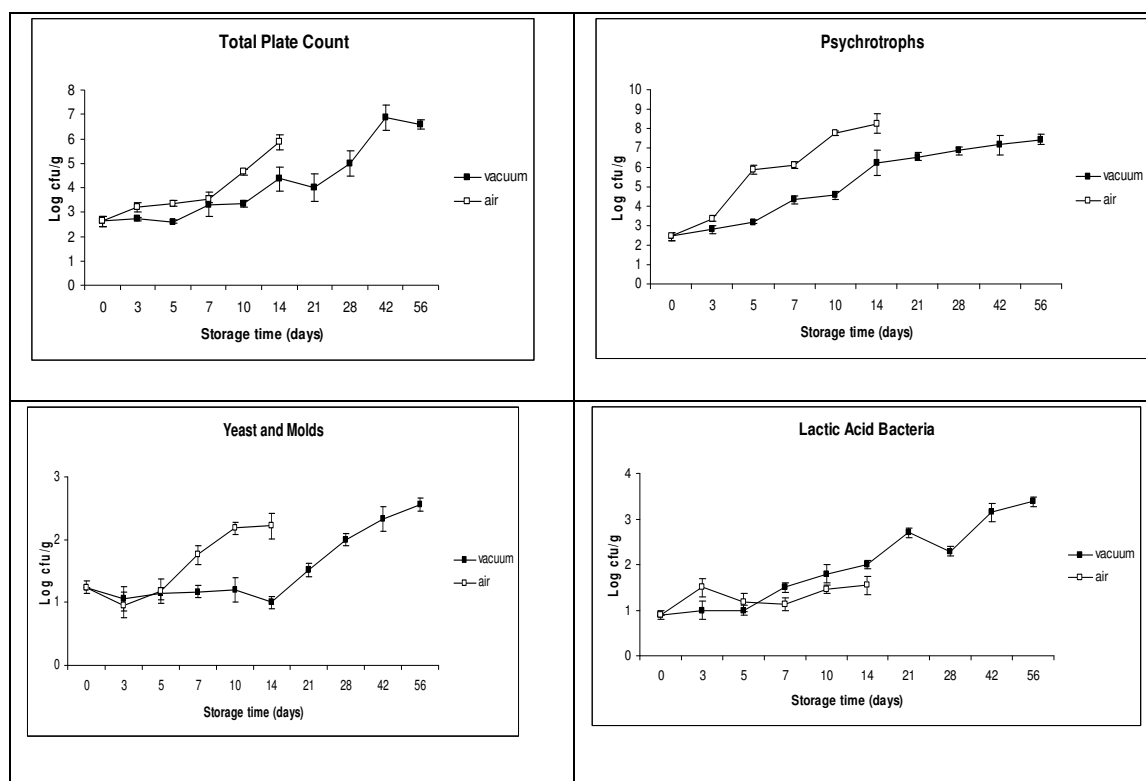 Total Plate Count
8
7
6
5
4
3
2
1
0
Log cfu/g
vacuum
air
0 3 5 7 10 14 21 28 42 56
Storage time (days)
Psychrotrophs
10
9
8
7
6
5
4
3
2
1
0
Log cfu/g
vacuum
air
0 3 5 7 10 14 21 28 42 56
Storage time (days)
Yeast and Molds
3
2
1
0
Log cfu/g
vacuum
air
0 3 5 7 10 14 21 28 42 56
Storage time (days)
Lactic Acid Bacteria
4
3
2
1
0
Log cfu/g
vacuum
air
0 3 5 7 10 14 21 28 42 56
Storage time (days)